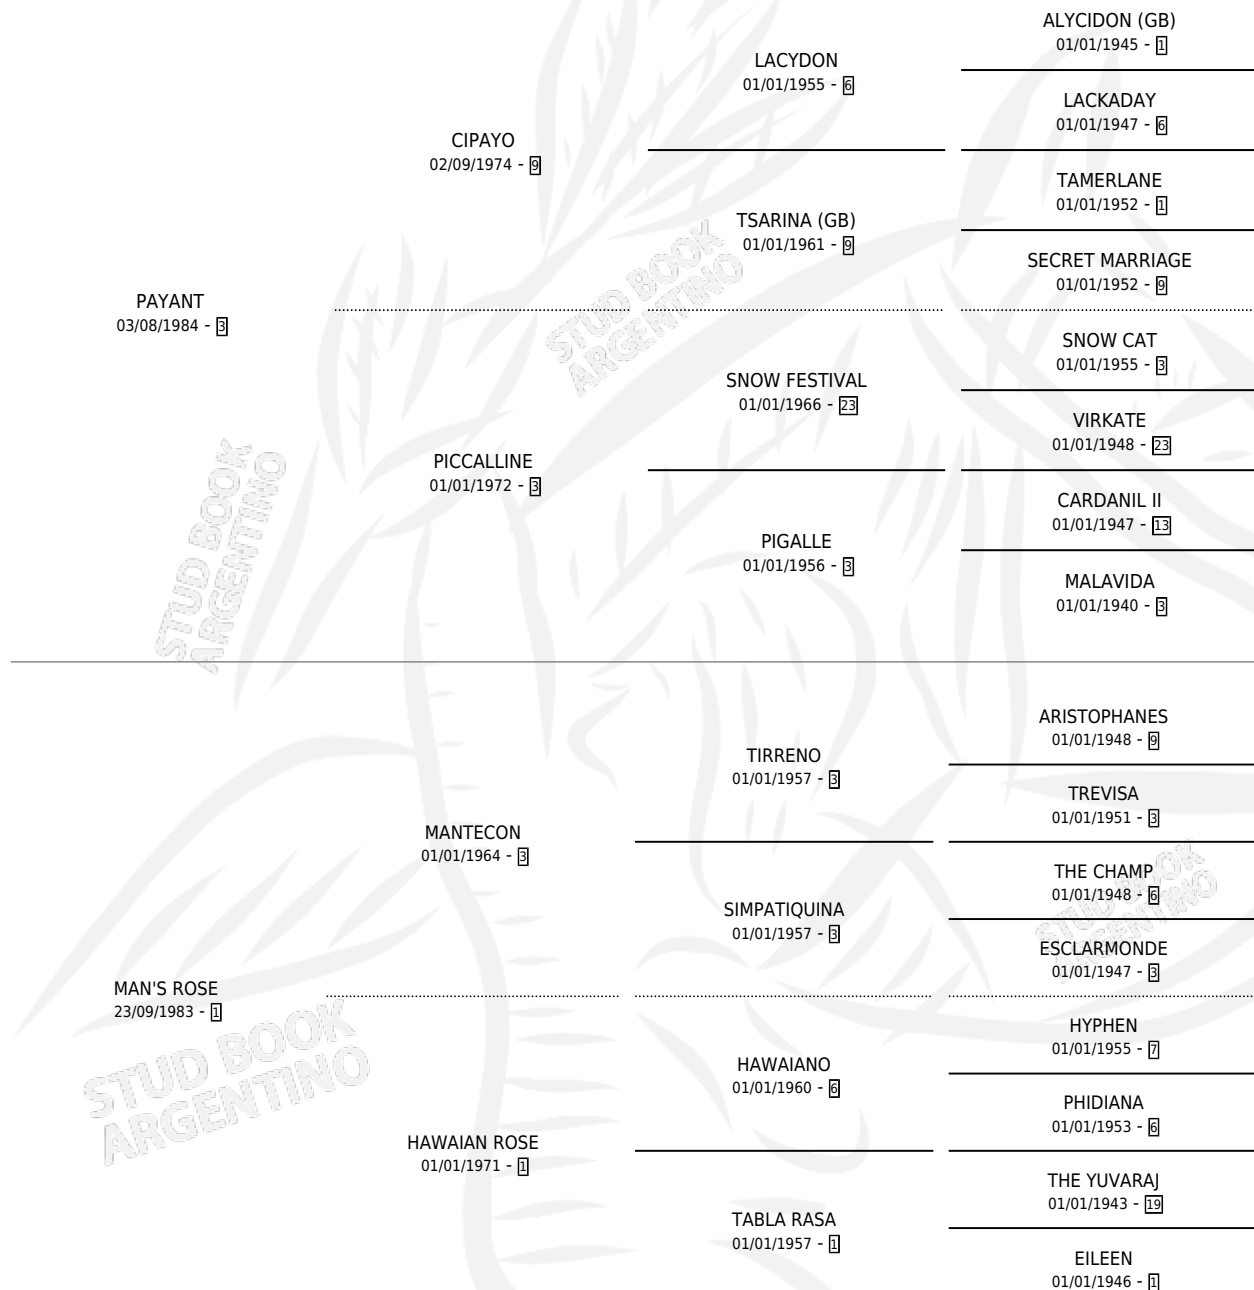 ALYCIDON (GB)
01/01/1945 - 1
LACYDON
01/01/1955 - 6
LACKADAY
01/01/1947 - 6
CIPAYO
02/09/1974 - 9
TAMERLANE
01/01/1952 - 1
TSARINA (GB)
01/01/1961 - 9
SECRET MARRIAGE
01/01/1952 - 9
PAYANT
03/08/1984 - 3
STUD BOOK
ARGENTINO
SNOW CAT
01/01/1955 - 3
SNOW FESTIVAL
01/01/1966 - 23
VIRKATE
01/01/1948 - 23
PICCALLINE
01/01/1972 - 3
CARDANIL II
01/01/1947 - 13
PIGALLE
01/01/1956 - 3
MALAVIDA
01/01/1940 - 3
STUD BOOK
ARGENTINO
ARISTOPHANES
01/01/1948 - 9
TIRRENO
01/01/1957 - 3
TREVISA
01/01/1951 - 3
MANTECON
01/01/1964 - 3
THE CHAMP
01/01/1948 - 6
SIMPATIQUINA
01/01/1957 - 3
STUD BOOK
ARGENTINO
ESCLARMONDE
01/01/1947 - 3
MAN'S ROSE
23/09/1983 - 1
STUD BOOK
ARGENTINO
HYPHEN
01/01/1955 - 7
HAWAIANO
01/01/1960 - 6
PHIDIANA
01/01/1953 - 6
HAWAIAN ROSE
01/01/1971 - 1
THE YUVARAJ
01/01/1943 - 19
TABLA RASA
01/01/1957 - 1
EILEEN
01/01/1946 - 1